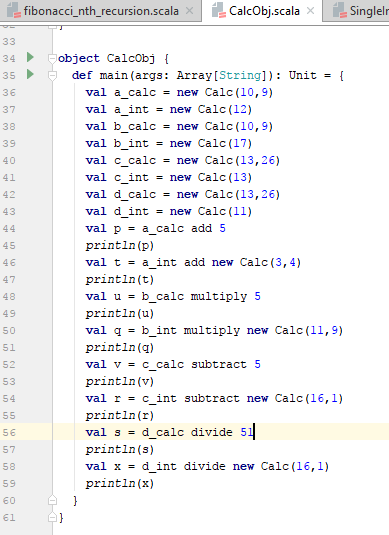 fibonacci_nth_recursion.scala CalcObj.scala SingleIn
33
34 object CalcObj {
35 def main(args: Array[String]): Unit = {
36 val a_calc = new Calc(10,9)
37 val a_int = new Calc(12)
38 val b_calc = new Calc(10,9)
39 val b_int = new Calc(17)
40 val c_calc = new Calc(13,26)
41 val c_int = new Calc(13)
42 val d_calc = new Calc(13,26)
43 val d_int = new Calc(11)
44 val p = a_calc add 5
45 println(p)
46 val t = a_int add new Calc(3,4)
47 println(t)
48 val u = b_calc multiply 5
49 println(u)
50 val q = b_int multiply new Calc(11,9)
51 println(q)
52 val v = c_calc subtract 5
53 println(v)
54 val r = c_int subtract new Calc(16,1)
55 println(r)
56 val s = d_calc divide 51
57 println(s)
58 val x = d_int divide new Calc(16,1)
59 println(x)
60 }
61 }